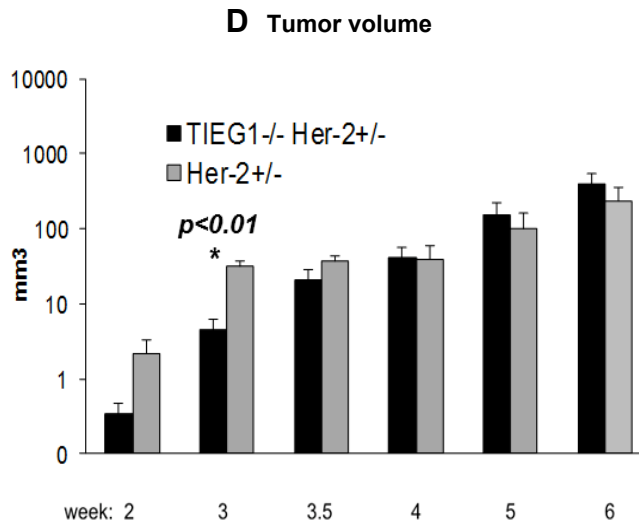 D Tumor volume
10000
1000
100
10
1
0
mm3
TIEG1-/- Her-2+/-
Her-2+/-
p<0.01
*
week: 2 3 3.5 4 5 6